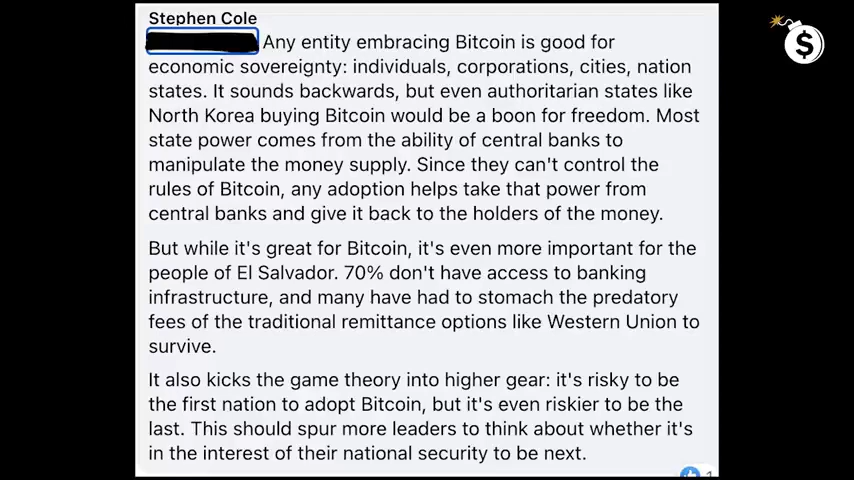 Stephen Cole
Any entity embracing Bitcoin is good for
economic sovereignty: individuals, corporations, cities, nation
states. It sounds backwards, but even authoritarian states like
North Korea buying Bitcoin would be a boon for freedom. Most
state power comes from the ability of central banks to
manipulate the money supply. Since they can't control the
rules of Bitcoin, any adoption helps take that power from
central banks and give it back to the holders of the money.
But while it's great for Bitcoin, it's even more important for the
people of El Salvador. 70% don't have access to banking
infrastructure, and many have had to stomach the predatory
fees of the traditional remittance options like Western Union to
survive.
It also kicks the game theory into higher gear: it's risky to be
the first nation to adopt Bitcoin, but it's even riskier to be the
last. This should spur more leaders to think about whether it's
in the interest of their national security to be next.
1
$